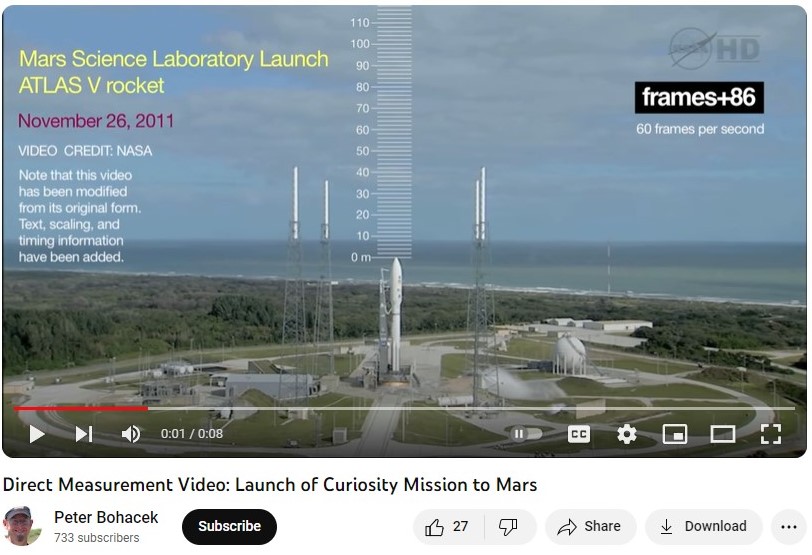 110
100
90
80
70
60
50
40
30
20
10
0 m
Mars Science Laboratory Launch
ATLAS V rocket
November 26, 2011
VIDEO CREDIT: NASA
Note that this video
has been modified
from its original form.
Text, scaling, and
timing information
have been added.
NASA HD
frames+86
60 frames per second
0:01 / 0:08
CC
Direct Measurement Video: Launch of Curiosity Mission to Mars
Peter Bohacek
733 subscribers
Subscribe
27
Share
Download